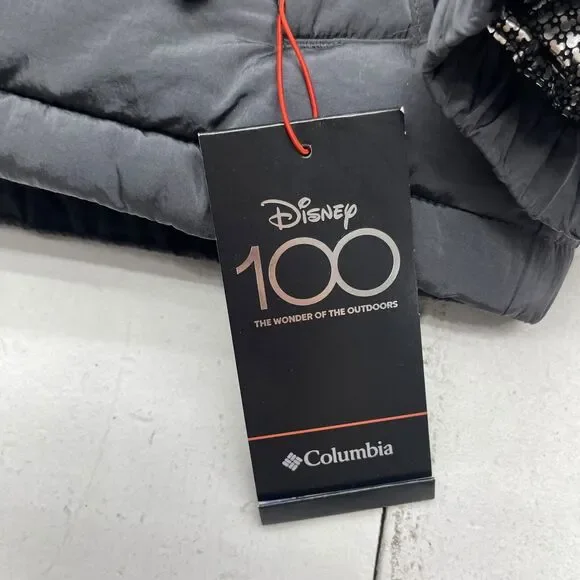 Disney
100
THE WONDER OF THE OUTDOORS
Columbia